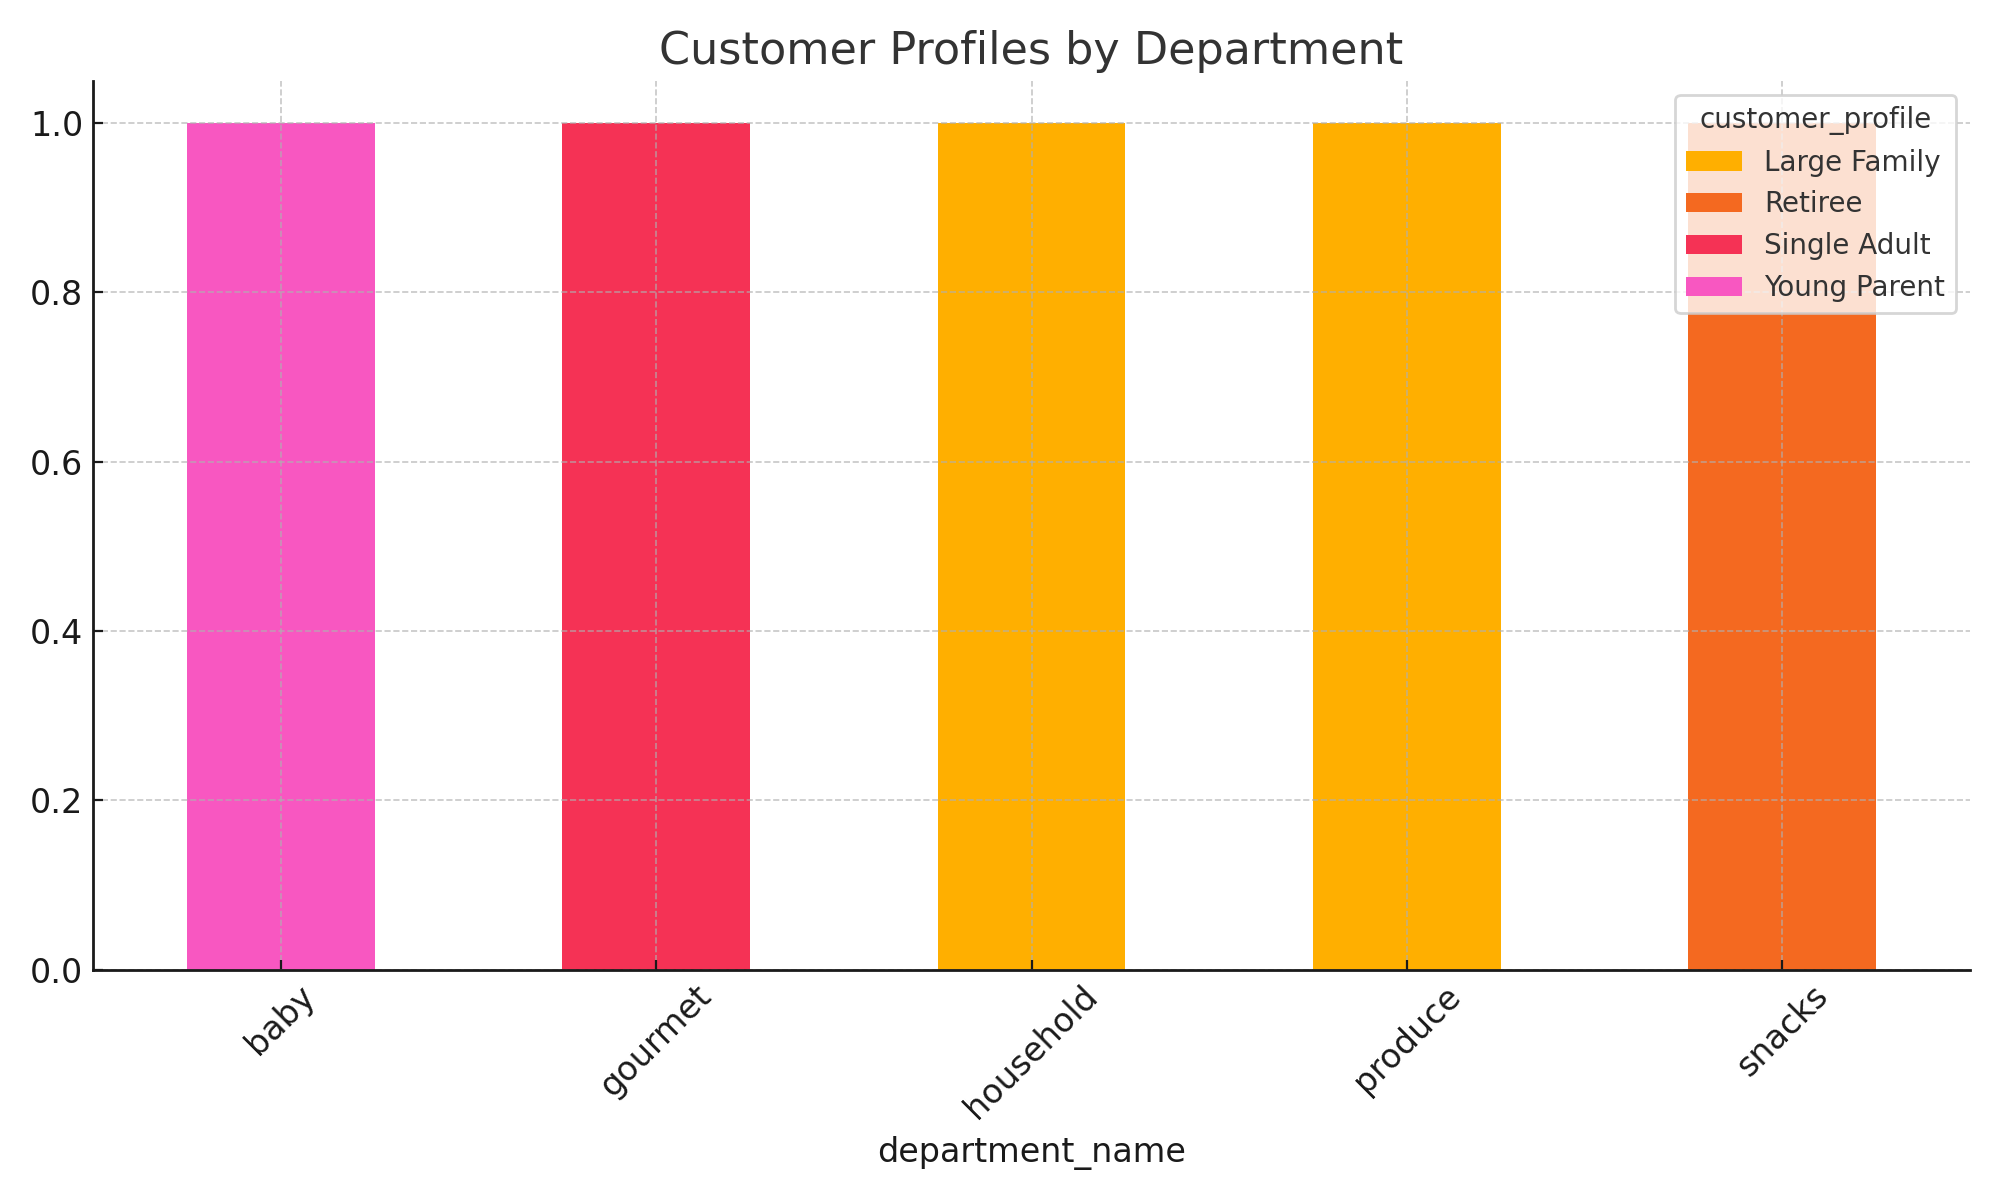 Customer Profiles by Department
1.0
0.8
0.6
0.4
0.2
0.0
customer_profile
Large Family
Retiree
Single Adult
Young Parent
baby
gourmet
household
produce
snacks
department_name